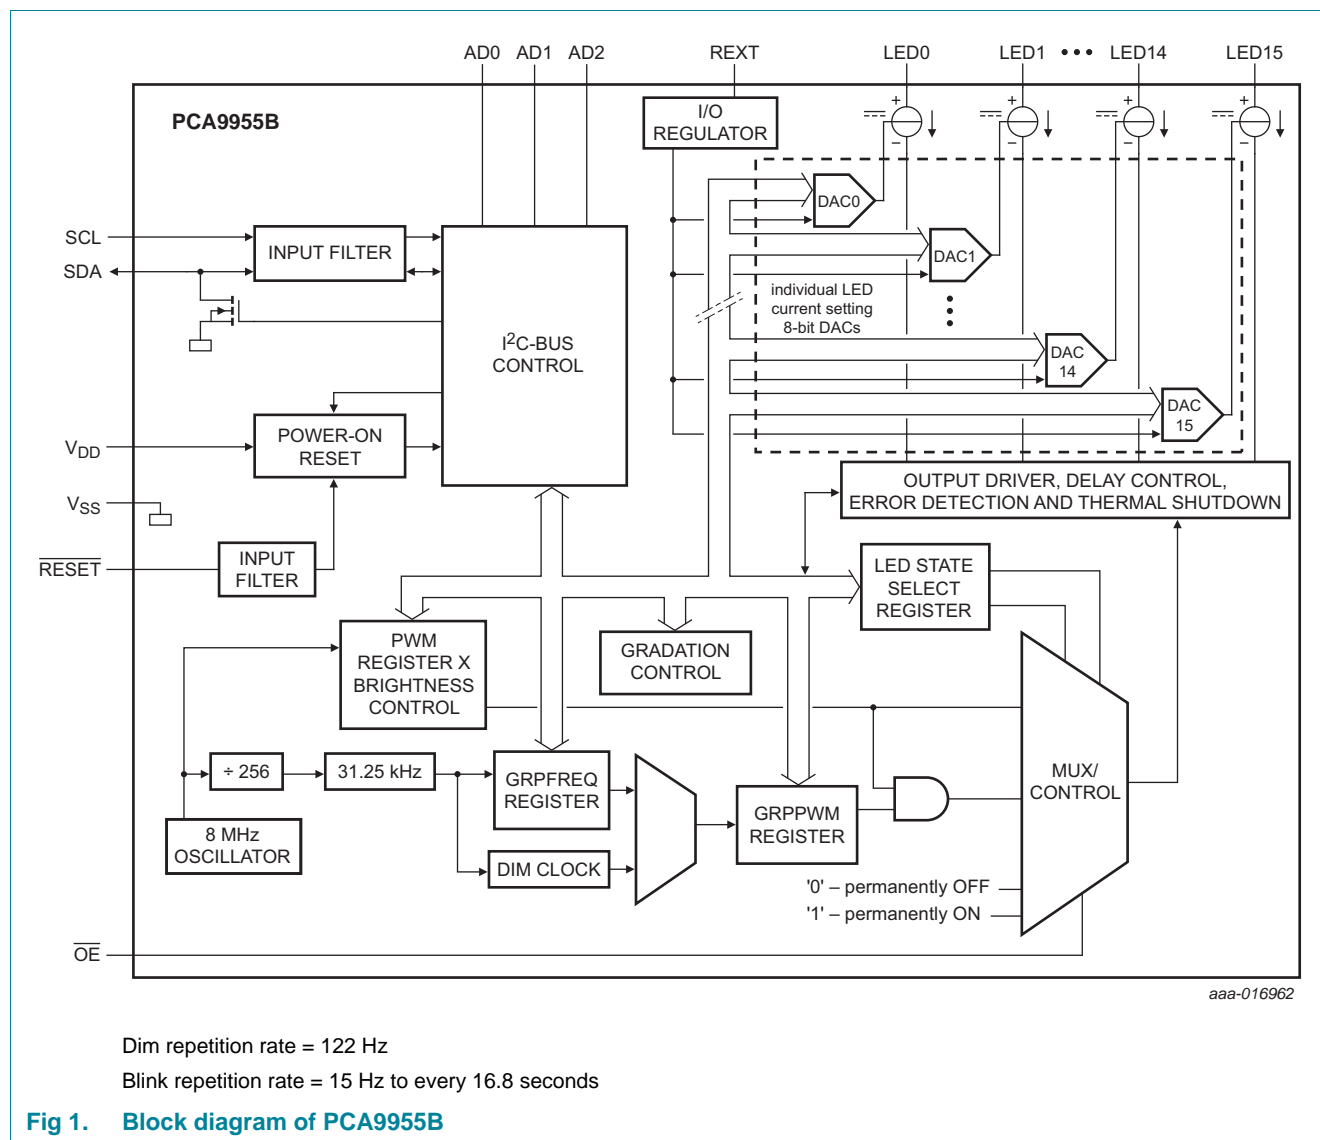 AD0 AD1 AD2 REXT LED0 LED1 ••• LED14 LED15
PCA9955B
I/O
REGULATOR
+ + + +
− − − −
DAC0
DAC1
individual LED
current setting
8-bit DACs
DAC
14
DAC
15
SCL
SDA
INPUT FILTER
I²C-BUS
CONTROL
VDD
POWER-ON
RESET
VSS
RESET
INPUT
FILTER
OUTPUT DRIVER, DELAY CONTROL,
ERROR DETECTION AND THERMAL SHUTDOWN
LED STATE
SELECT
REGISTER
PWM
REGISTER X
BRIGHTNESS
CONTROL
GRADATION
CONTROL
÷ 256
31.25 kHz
GRPFREQ
REGISTER
MUX/
CONTROL
8 MHz
OSCILLATOR
DIM CLOCK
GRPPWM
REGISTER
'0' – permanently OFF
'1' – permanently ON
OE
aaa-016962
Dim repetition rate = 122 Hz
Blink repetition rate = 15 Hz to every 16.8 seconds
Fig 1. Block diagram of PCA9955B